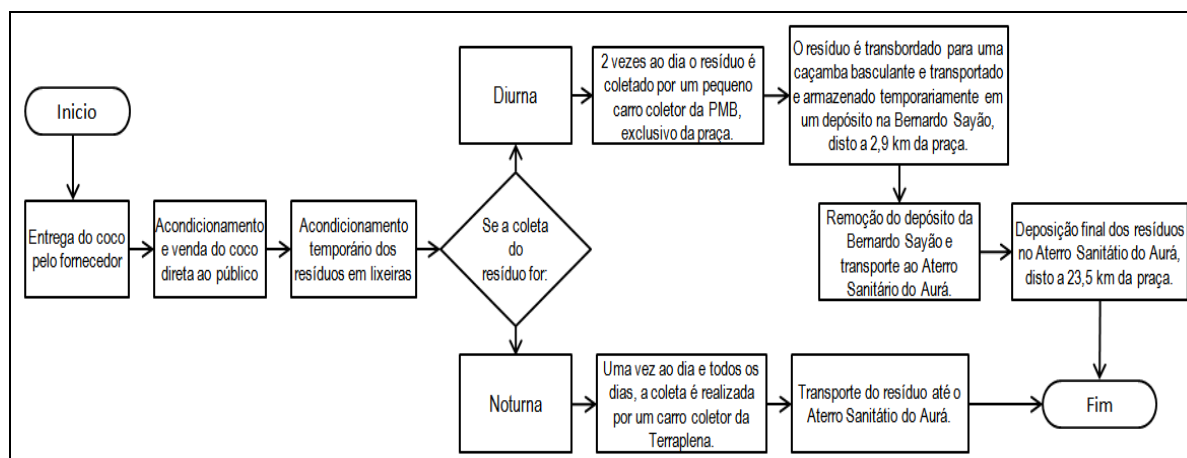 Inicio
Entrega do coco
pelo fornecedor
Acondicionamento
e venda do coco
direta ao público
Acondicionamento
temporário dos
resíduos em lixeiras
Se a coleta
do
resíduo for:
Diurna
2 vezes ao dia o resíduo é
coletado por um pequeno
carro coletor da PMB,
exclusivo da praça.
O resíduo é transbordado para uma
caçamba basculante e transportado
e armazenado temporariamente em
um depósito na Bernardo Sayão,
disto a 2,9 km da praça.
Remoção do depósito da
Bernardo Sayão e
transporte ao Aterro
Sanitário do Aurá.
Deposição final dos resíduos
no Aterro Sanitátio do Aurá,
disto a 23,5 km da praça.
Noturna
Uma vez ao dia e todos os
dias, a coleta é realizada
por um carro coletor da
Terraplena.
Transporte do resíduo até o
Aterro Sanitátio do Aurá.
Fim